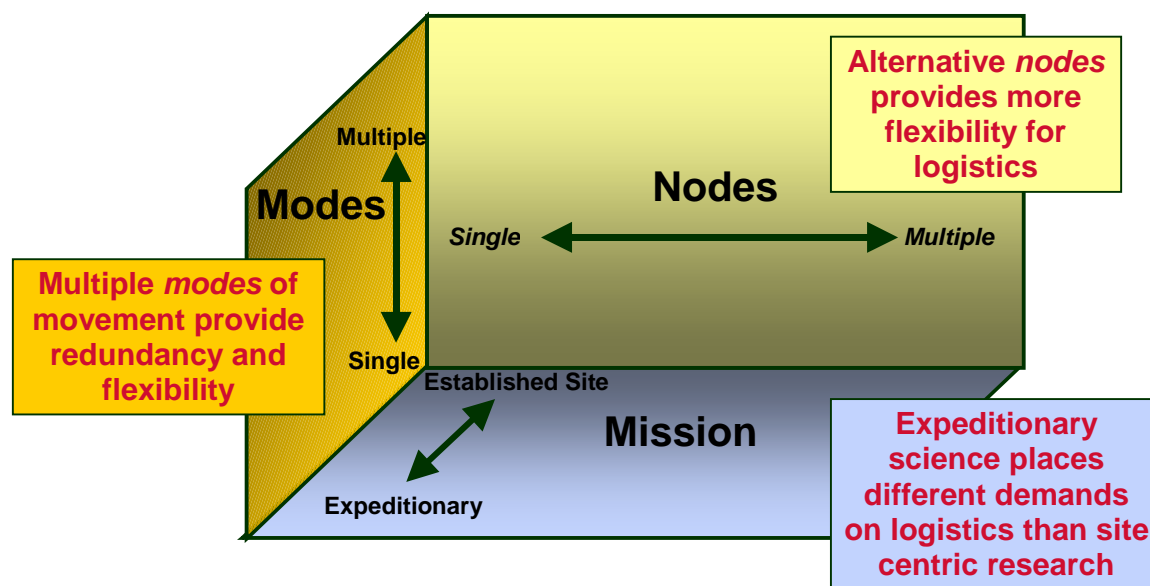 Alternative nodes
provides more
flexibility for
logistics
Multiple
Modes
Nodes
Single
Multiple
Multiple modes of
movement provide
redundancy and
flexibility
Single
Established Site
Mission
Expeditionary
Expeditionary
science places
different demands
on logistics than site
centric research